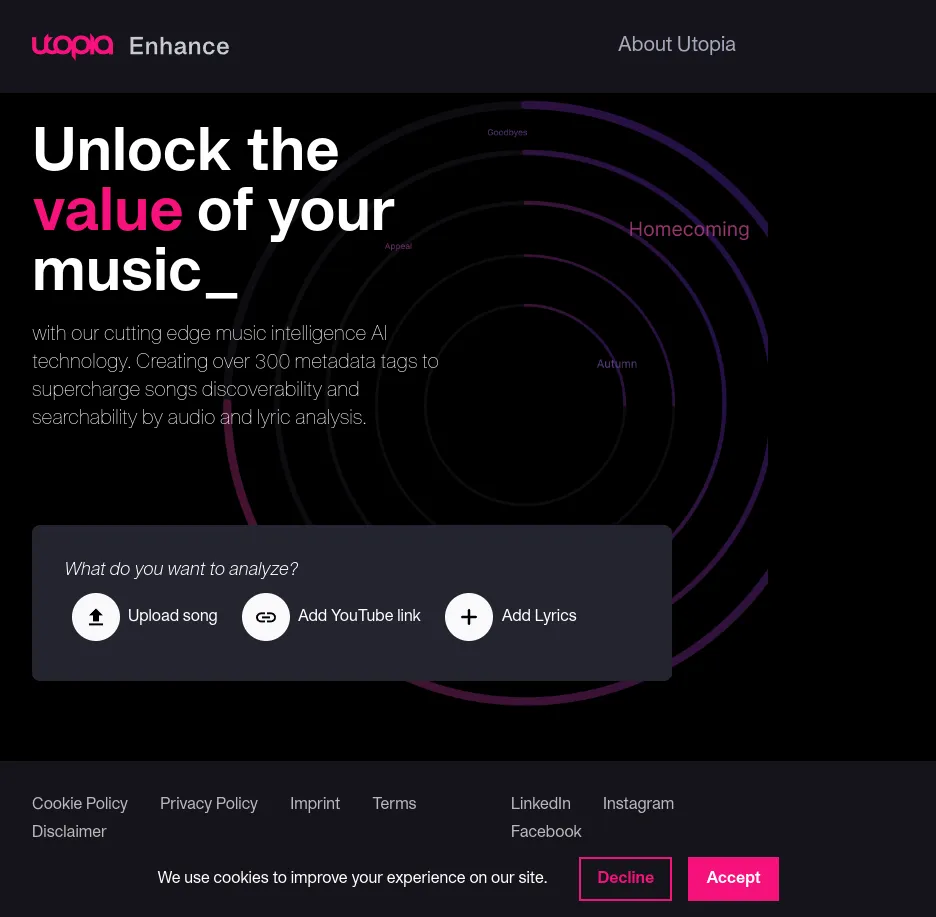 utopia Enhance
About Utopia
Unlock the
value of your
music_
with our cutting edge music intelligence AI
technology. Creating over 300 metadata tags to
supercharge songs discoverability and
searchability by audio and lyric analysis.
Goodbyes
Homecoming
Appeal
Autumn
What do you want to analyze?
Upload song
Add YouTube link
Add Lyrics
Cookie Policy Privacy Policy Imprint Terms
Disclaimer
LinkedIn Instagram
Facebook
We use cookies to improve your experience on our site.
Decline
Accept